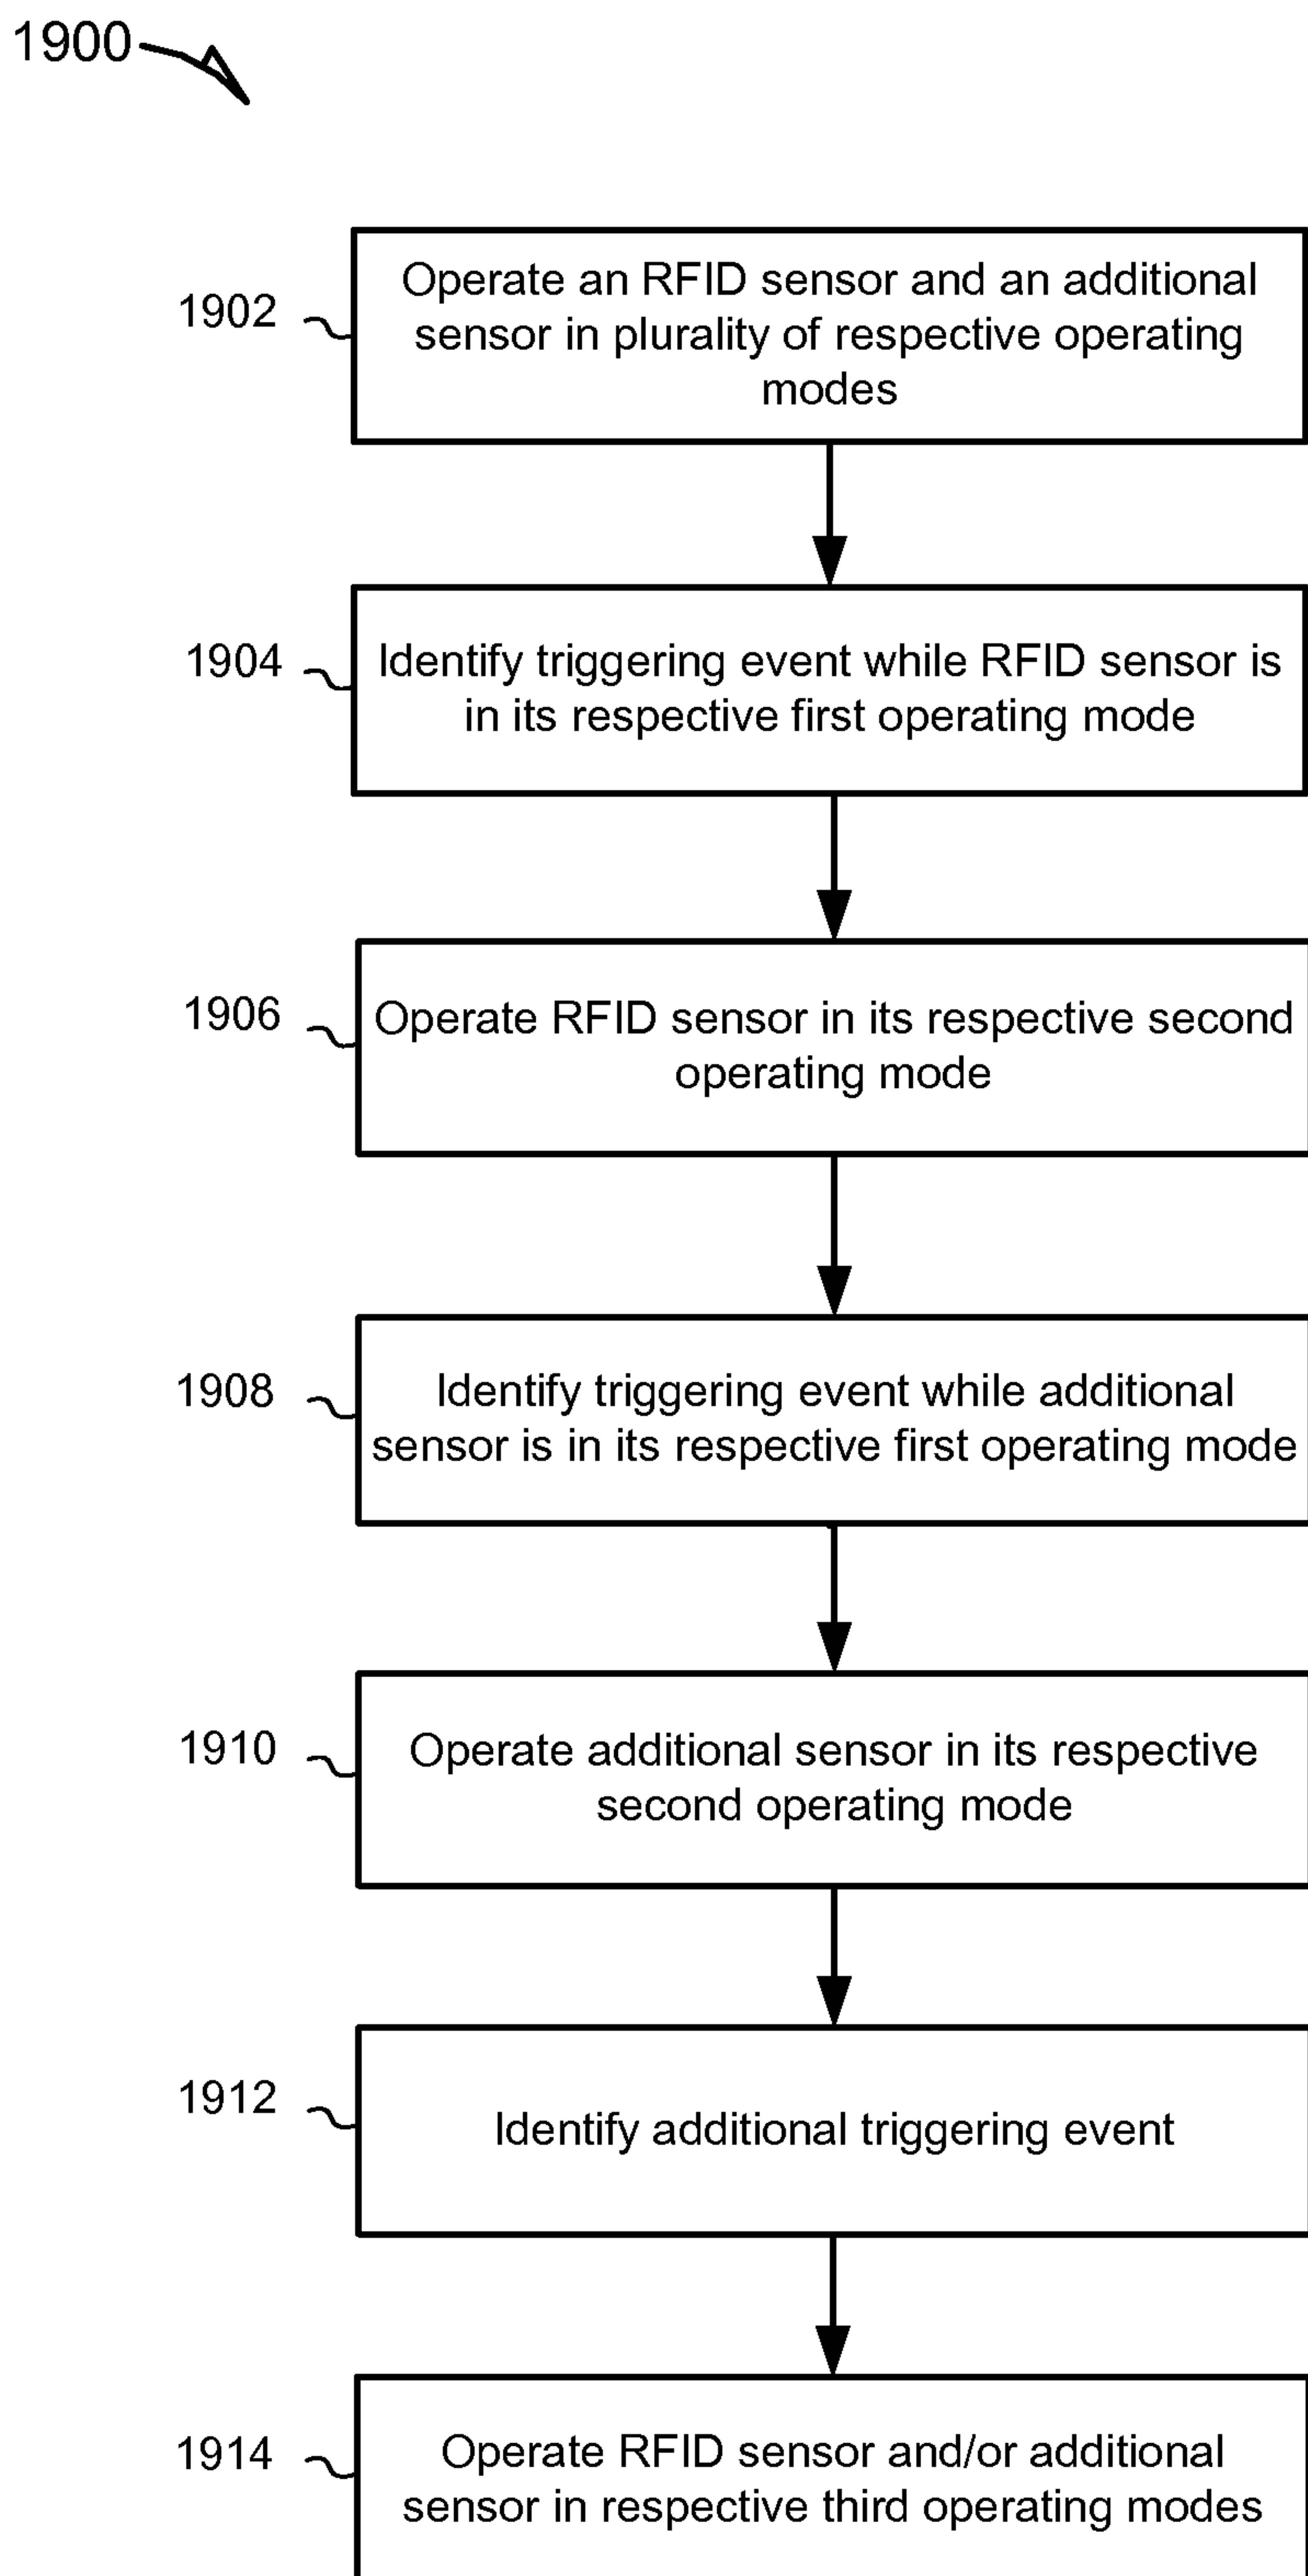 1900
1902
Operate an RFID sensor and an additional
sensor in plurality of respective operating
modes
1904
Identify triggering event while RFID sensor is
in its respective first operating mode
1906
Operate RFID sensor in its respective second
operating mode
1908
Identify triggering event while additional
sensor is in its respective first operating mode
1910
Operate additional sensor in its respective
second operating mode
1912
Identify additional triggering event
1914
Operate RFID sensor and/or additional
sensor in respective third operating modes